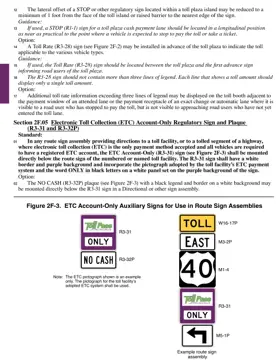 The lateral offset of a STOP or other regulatory sign located within a toll plaza island may be reduced to a
minimum of 1 foot from the face of the toll island or raised barrier to the nearest edge of the sign.
Guidance:
If used, a STOP (R1-1) sign for a toll plaza cash payment lane should be located in a longitudinal position
as near as practical to the point where a vehicle is expected to stop to pay the toll or take a ticket.
Option:
A Toll Rate (R3-28) sign (see Figure 2F-2) may be installed in advance of the toll plaza to indicate the toll
applicable to the various vehicle types.
Guidance:
If used, the Toll Rate (R3-28) sign should be located between the toll plaza and the first advance sign
informing road users of the toll plaza.
The R3-28 sign should not contain more than three lines of legend. Each line that shows a toll amount should
display only a single amount.
Option:
Additional toll rate information exceeding three lines of legend may be displayed on the toll booth adjacent to
the payment window of an attended lane or the payment receptacle of an exact change or automatic lane where it is
visible to a road user who has stopped to pay the toll, but is not visible to approaching road users who have not yet
entered the toll lane.
Section 2F.05 Electronic Toll Collection (ETC) Account-Only Regulatory Sign and Plaque
(R3-31 and R3-32P)
Standard:
In any route sign assembly providing directions to a toll facility, or to a tolled segment of a highway,
where electronic toll collection (ETC) is the only payment method accepted and all vehicles are required
to have a registered ETC account, the ETC Account-Only (R3-31) sign (see Figure 2F-3) shall be mounted
directly below the route sign of the numbered or named toll facility. The R3-31 sign shall have a white
border and purple background and incorporate the pictograph adopted by the toll facility's ETC payment
system and the word ONLY in black letters on a white panel set on the purple background of the sign.
Option:
The NO CASH (R3-32P) plaque (see Figure 2F-3) with a black legend and border on a white background may
be mounted directly below the R3-31 sign in a Directional or other sign assembly.
Figure 2F-3. ETC Account-Only Auxiliary Signs for Use in Route Sign Assemblies
Toll Pass
ONLY
R3-31
NO CASH
R3-32P
Note: The ETC pictograph shown is an example
only. The pictograph for the toll facility's
adopted ETC system shall be used.
TOLL
W16-17P
EAST
M3-2P
40
M1-4
Toll Pass
ONLY
R3-31
M5-1P
Example route sign
assembly